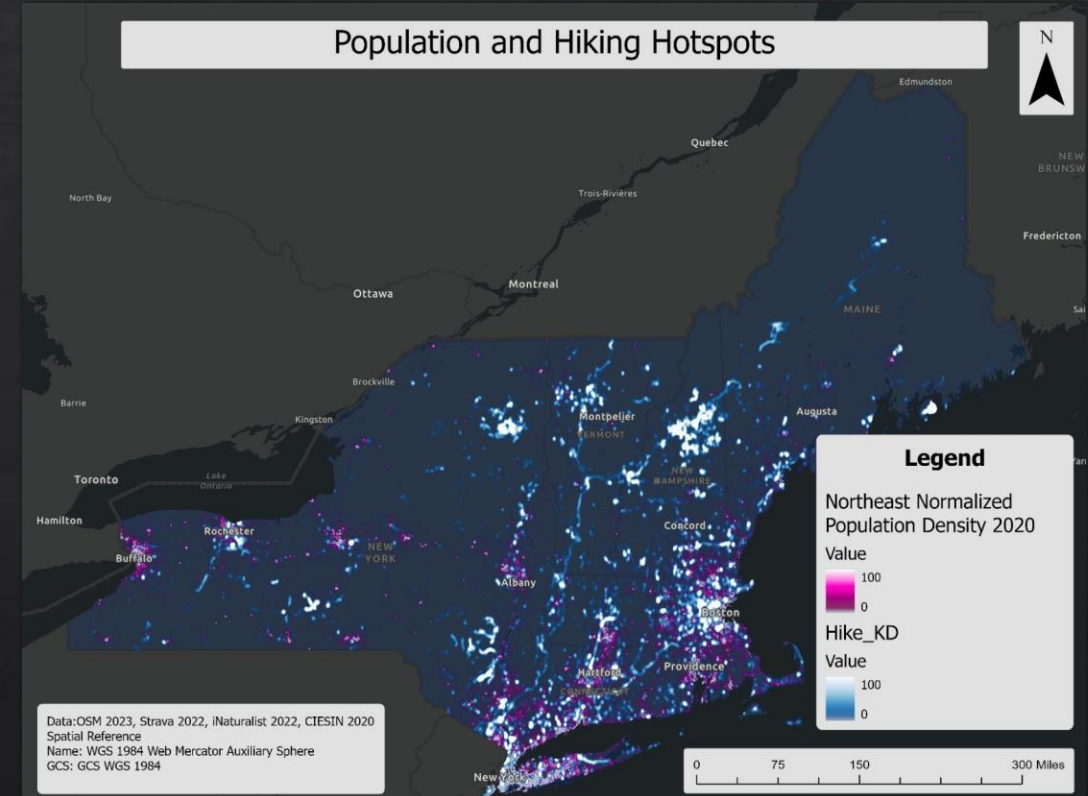 Population and Hiking Hotspots
N
Edmundston
Quebec
NEW
BRUNSW
North Bay
Trois-Rivières
Fredericton
Montreal
Ottawa
MAINE
Sai
Brockville
Barrie
Kingston
Montpelier
VERMONT
Augusta
Toronto
Lake
Ontario
NEW
HAMPSHIRE
Hamilton
Rochester
Concord
Buffalo
NEW
YORK
Albany
Boston
Hartford
Providence
CONNECTICUT
New York
Legend
Northeast Normalized
Population Density 2020
Value
100
0
Hike_KD
Value
100
0
Data:OSM 2023, Strava 2022, iNaturalist 2022, CIESIN 2020
Spatial Reference
Name: WGS 1984 Web Mercator Auxiliary Sphere
GCS: GCS WGS 1984
0 75 150 300 Miles